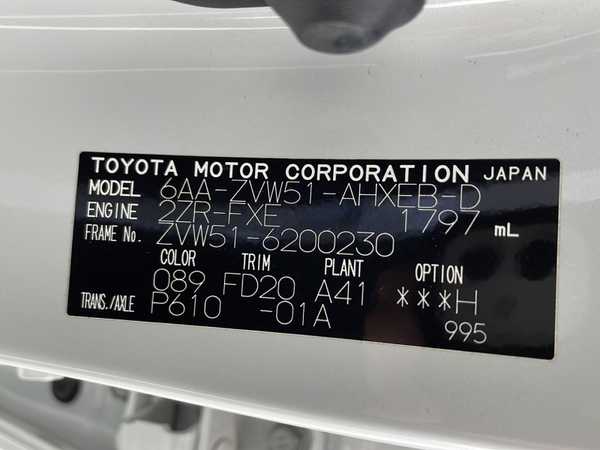 TOYOTA MOTOR CORPORATION JAPAN
MODEL 6AA-ZVW51-AHXEB-D
ENGINE 2ZR-FXE 1797 mL
FRAME No. ZVW51-6200230
COLOR TRIM PLANT OPTION
089 FD20 A41 ***H
TRANS./AXLE P610 -01A 995